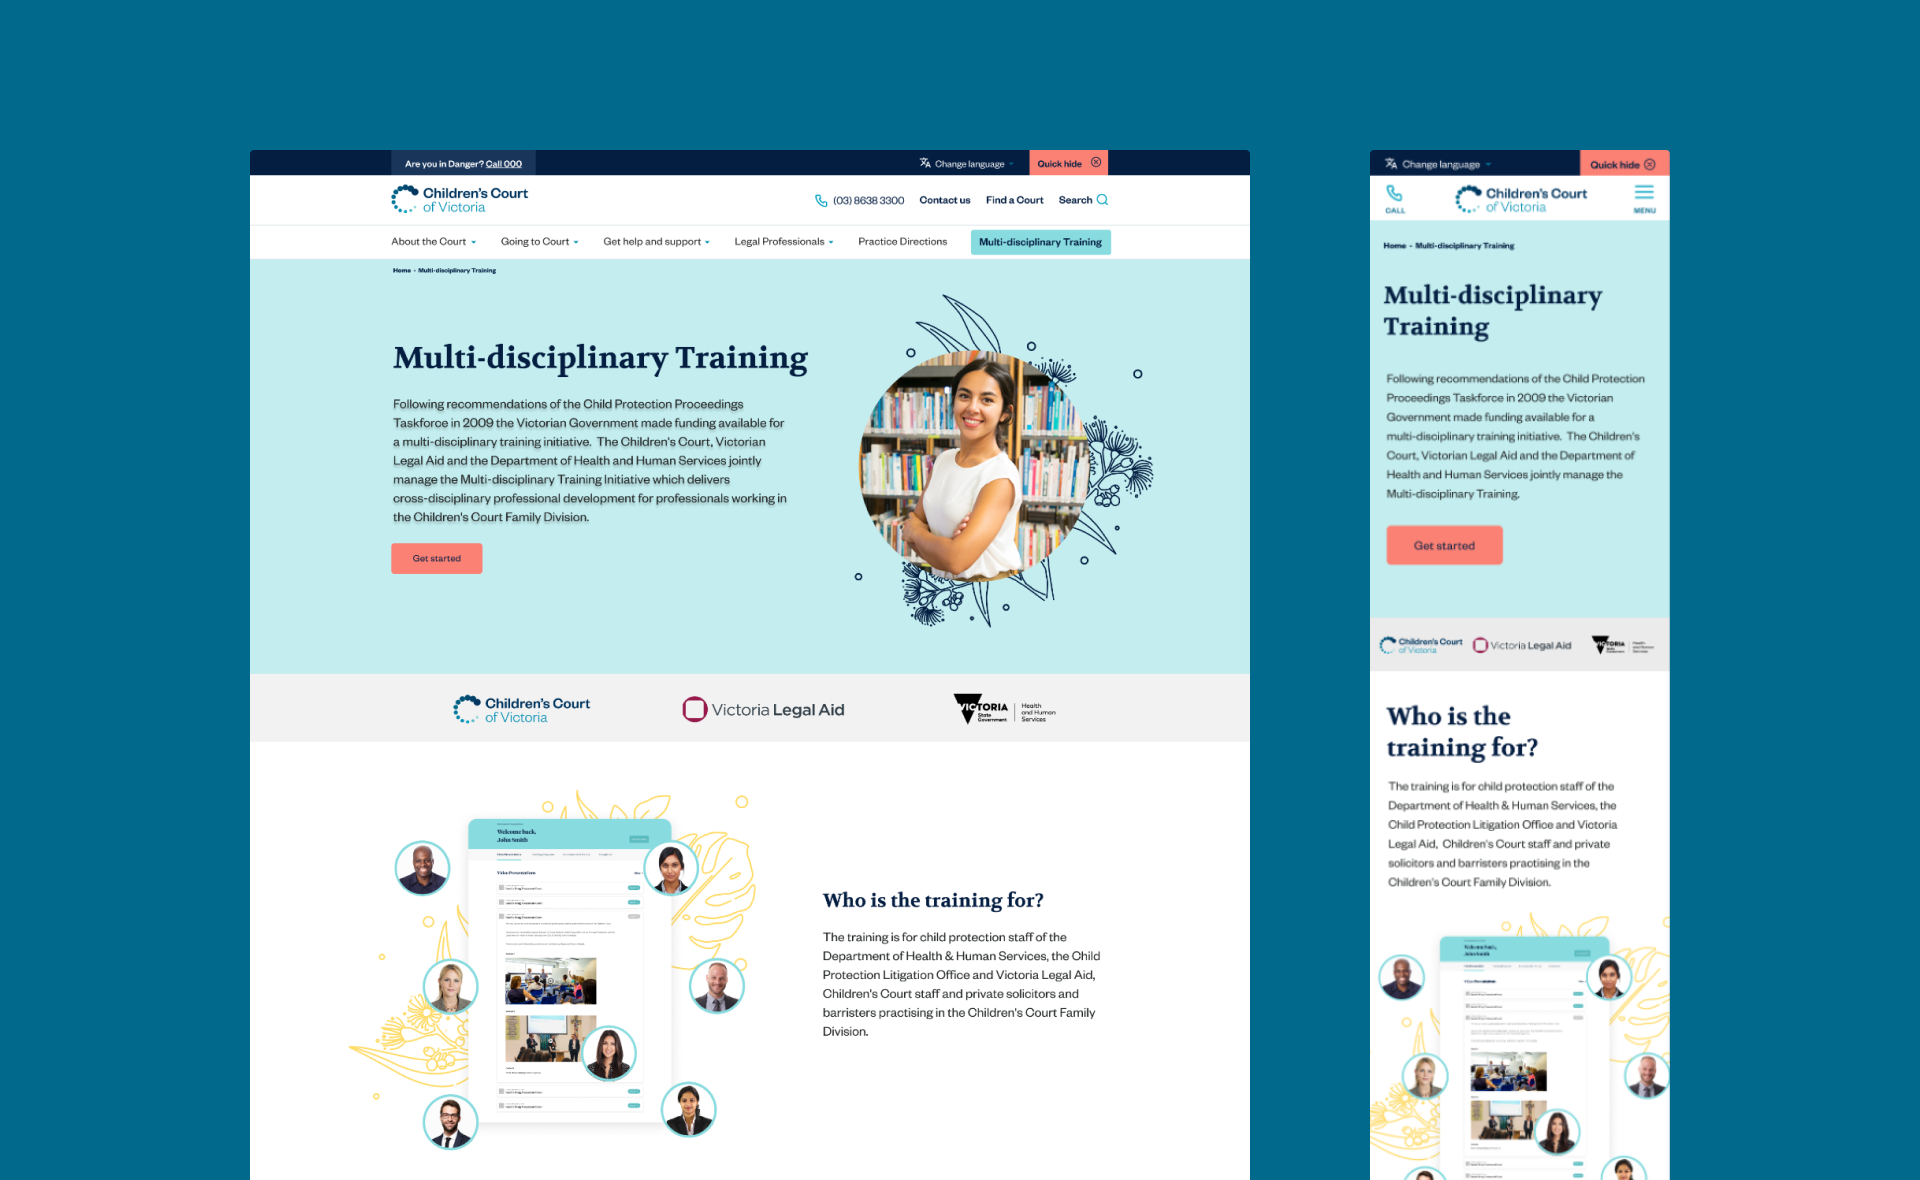 Are you in Danger? Call 000
Change language
Quick hide
Children's Court
of Victoria
(03) 8638 3300
Contact us
Find a Court
Search
About the Court
Going to Court
Get help and support
Legal Professionals
Practice Directions
Multi-disciplinary Training
Home - Multi-disciplinary Training
Multi-disciplinary Training
Following recommendations of the Child Protection Proceedings
Taskforce in 2009 the Victorian Government made funding available for
a multi-disciplinary training initiative. The Children's Court, Victorian
Legal Aid and the Department of Health and Human Services jointly
manage the Multi-disciplinary Training Initiative which delivers
cross-disciplinary professional development for professionals working in
the Children's Court Family Division.
Get started
Children's Court
of Victoria
Victoria Legal Aid
VICTORIA
State
Government
Health
and Human
Services
Welcome back,
John Smith
Video Presentations
Who is the training for?
The training is for child protection staff of the
Department of Health & Human Services, the Child
Protection Litigation Office and Victoria Legal Aid,
Children's Court staff and private solicitors and
barristers practising in the Children's Court Family
Division.
Change language
Quick hide
CALL
Children's Court
of Victoria
MENU
Home - Multi-disciplinary Training
Multi-disciplinary
Training
Following recommendations of the Child Protection
Proceedings Taskforce in 2009 the Victorian
Government made funding available for a
multi-disciplinary training initiative. The Children's
Court, Victorian Legal Aid and the Department of
Health and Human Services jointly manage the
Multi-disciplinary Training.
Get started
Children's Court
of Victoria
Victoria Legal Aid
VICTORIA
State
Government
Health
and Human
Services
Who is the
training for?
The training is for child protection staff of the
Department of Health & Human Services, the
Child Protection Litigation Office and Victoria
Legal Aid, Children's Court staff and private
solicitors and barristers practising in the
Children's Court Family Division.
Welcome back,
John Smith
Video Presentations